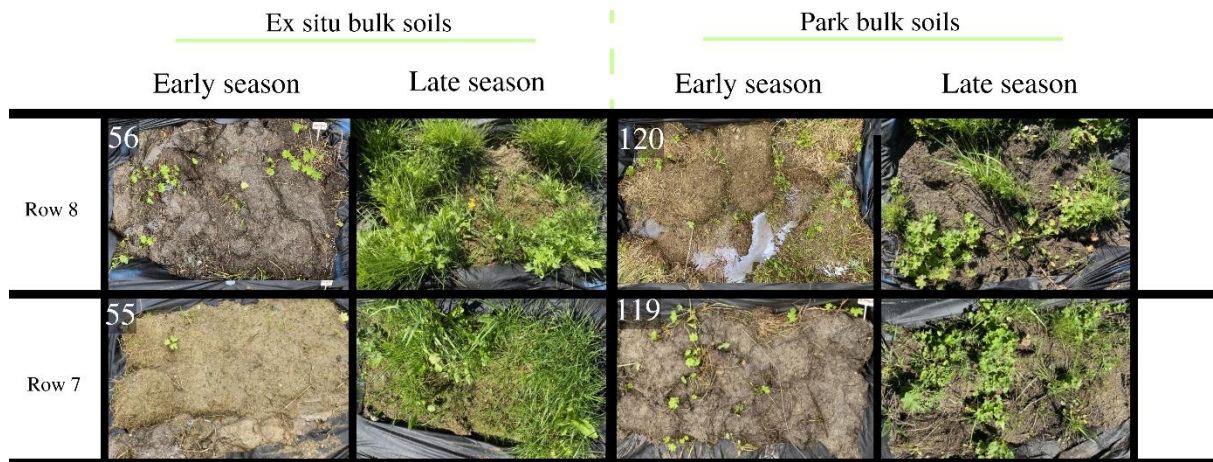 Ex situ bulk soils
Park bulk soils
Early season
Late season
Early season
Late season
56
120
Row 8
55
119
Row 7